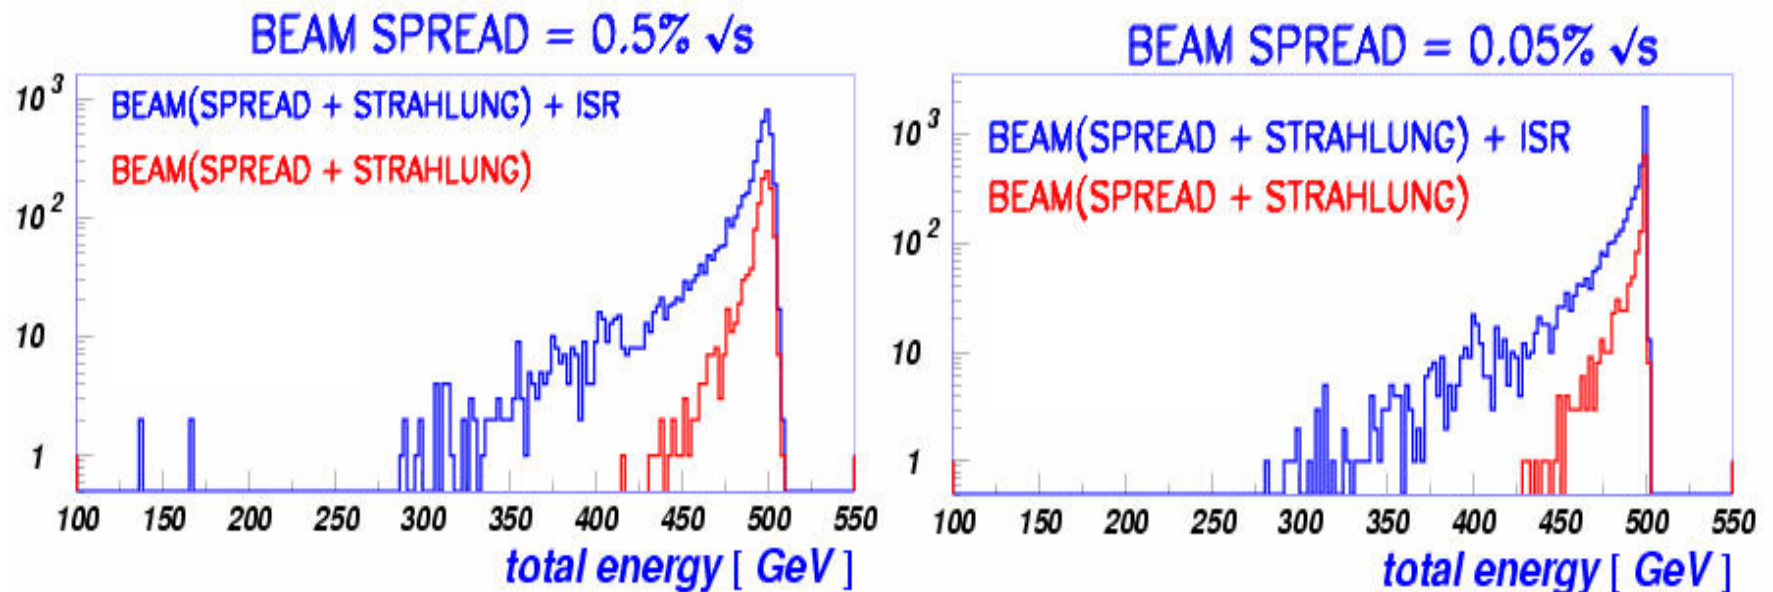 BEAM SPREAD = 0.5% √s
10³
10²
10
1
BEAM(SPREAD + STRAHLUNG) + ISR
BEAM(SPREAD + STRAHLUNG)
100 150 200 250 300 350 400 450 500 550
total energy [ GeV ]
BEAM SPREAD = 0.05% √s
10³
10²
10
1
BEAM(SPREAD + STRAHLUNG) + ISR
BEAM(SPREAD + STRAHLUNG)
100 150 200 250 300 350 400 450 500 550
total energy [ GeV ]